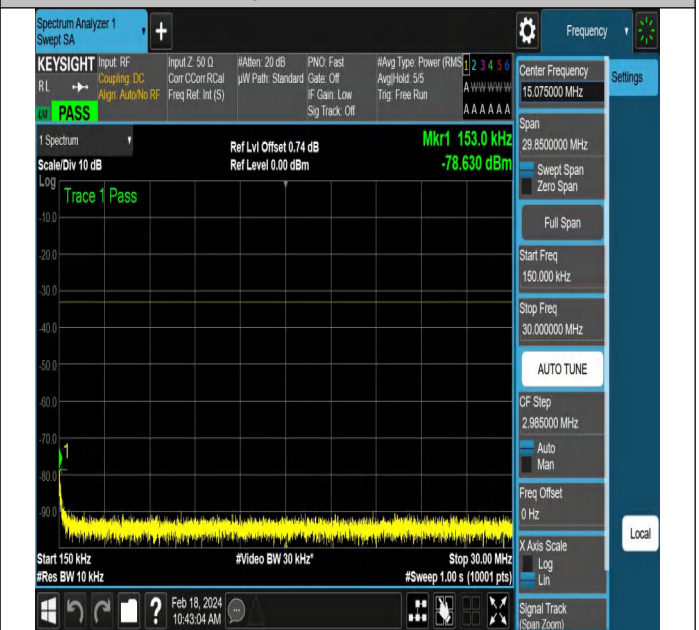 Spectrum Analyzer 1
Swept SA
Frequency
KEYSIGHT
RL
LXI
PASS
Input: RF
Coupling: DC
Align: Auto/No RF
Input Z: 50 Ω
Corr CCorr RCal
Freq Ref: Int (S)
#Atten: 20 dB
µW Path: Standard
PNO: Fast
Gate: Off
IF Gain: Low
Sig Track: Off
#Avg Type: Power (RMS
Avg|Hold: 5/5
Trig: Free Run
1 2 3 4 5 6
A W W W W W
A A A A A A
1 Spectrum
Scale/Div 10 dB
Ref Lvl Offset 0.74 dB
Ref Level 0.00 dBm
Mkr1 153.0 kHz
-78.630 dBm
Log
Trace 1 Pass
-10.0
-20.0
-30.0
-40.0
-50.0
-60.0
-70.0
-80.0
-90.0
1
Start 150 kHz
#Res BW 10 kHz
#Video BW 30 kHz*
Stop 30.00 MHz
#Sweep 1.00 s (10001 pts)
Center Frequency
15.075000 MHz
Settings
Span
29.8500000 MHz
Swept Span
Zero Span
Full Span
Start Freq
150.000 kHz
Stop Freq
30.000000 MHz
AUTO TUNE
CF Step
2.985000 MHz
Auto
Man
Freq Offset
0 Hz
Local
X Axis Scale
Log
Lin
Signal Track
(Span Zoom)
?
Feb 18, 2024
10:43:04 AM